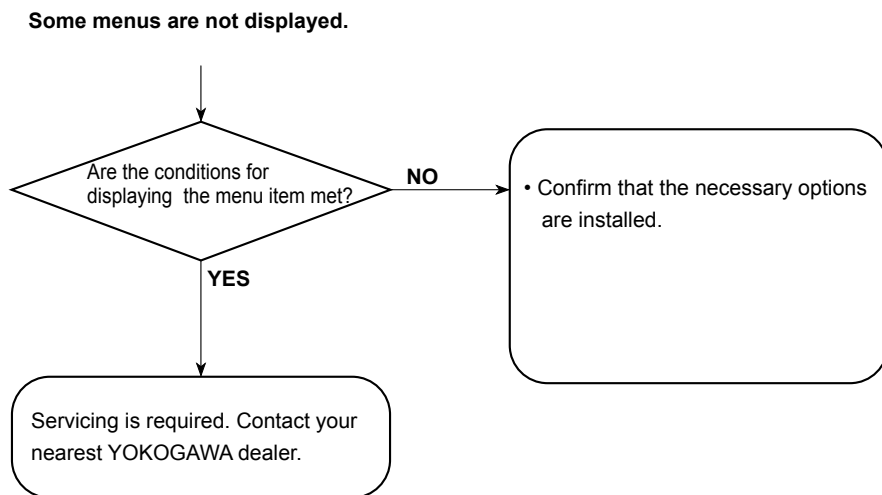 Some menus are not displayed.
Are the conditions for
displaying the menu item met?
NO
• Confirm that the necessary options
are installed.
YES
Servicing is required. Contact your
nearest YOKOGAWA dealer.